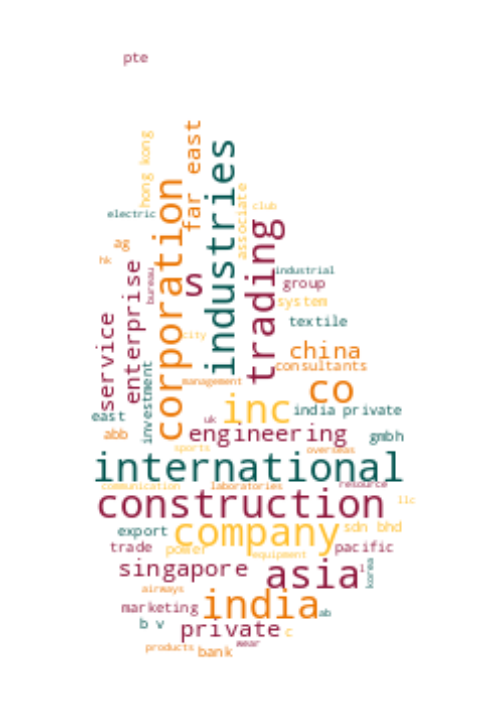 pte
hong kong
far east
industries
corporation
associate
club
electric
trading
ag
hk
bureau
s
industrial
group
system
enterprise
service
textile
city
china
consultants
investment
management
co
inc
india private
east
uk
abb
engineering
gmbh
sports
overseas
international
communication
laboratories
resource
construction
llc
export
company
sdn bhd
trade
power
equipment
pacific
singapore
asia
l
korea
airways
marketing
india
ab
b v
private
c
products
bank
wear